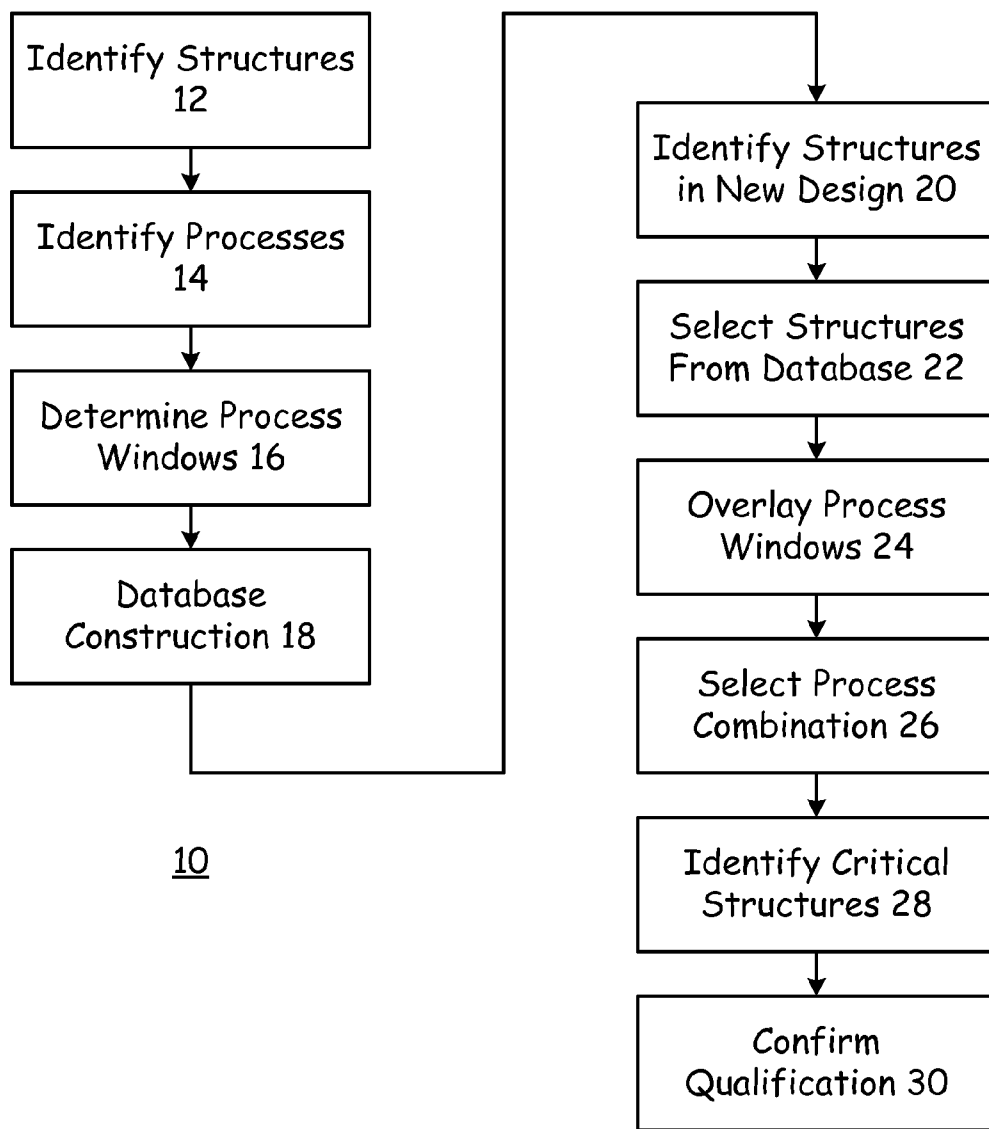 Identify Structures
12
Identify Processes
14
Determine Process
Windows 16
Database
Construction 18
10
Identify Structures
in New Design 20
Select Structures
From Database 22
Overlay Process
Windows 24
Select Process
Combination 26
Identify Critical
Structures 28
Confirm
Qualification 30